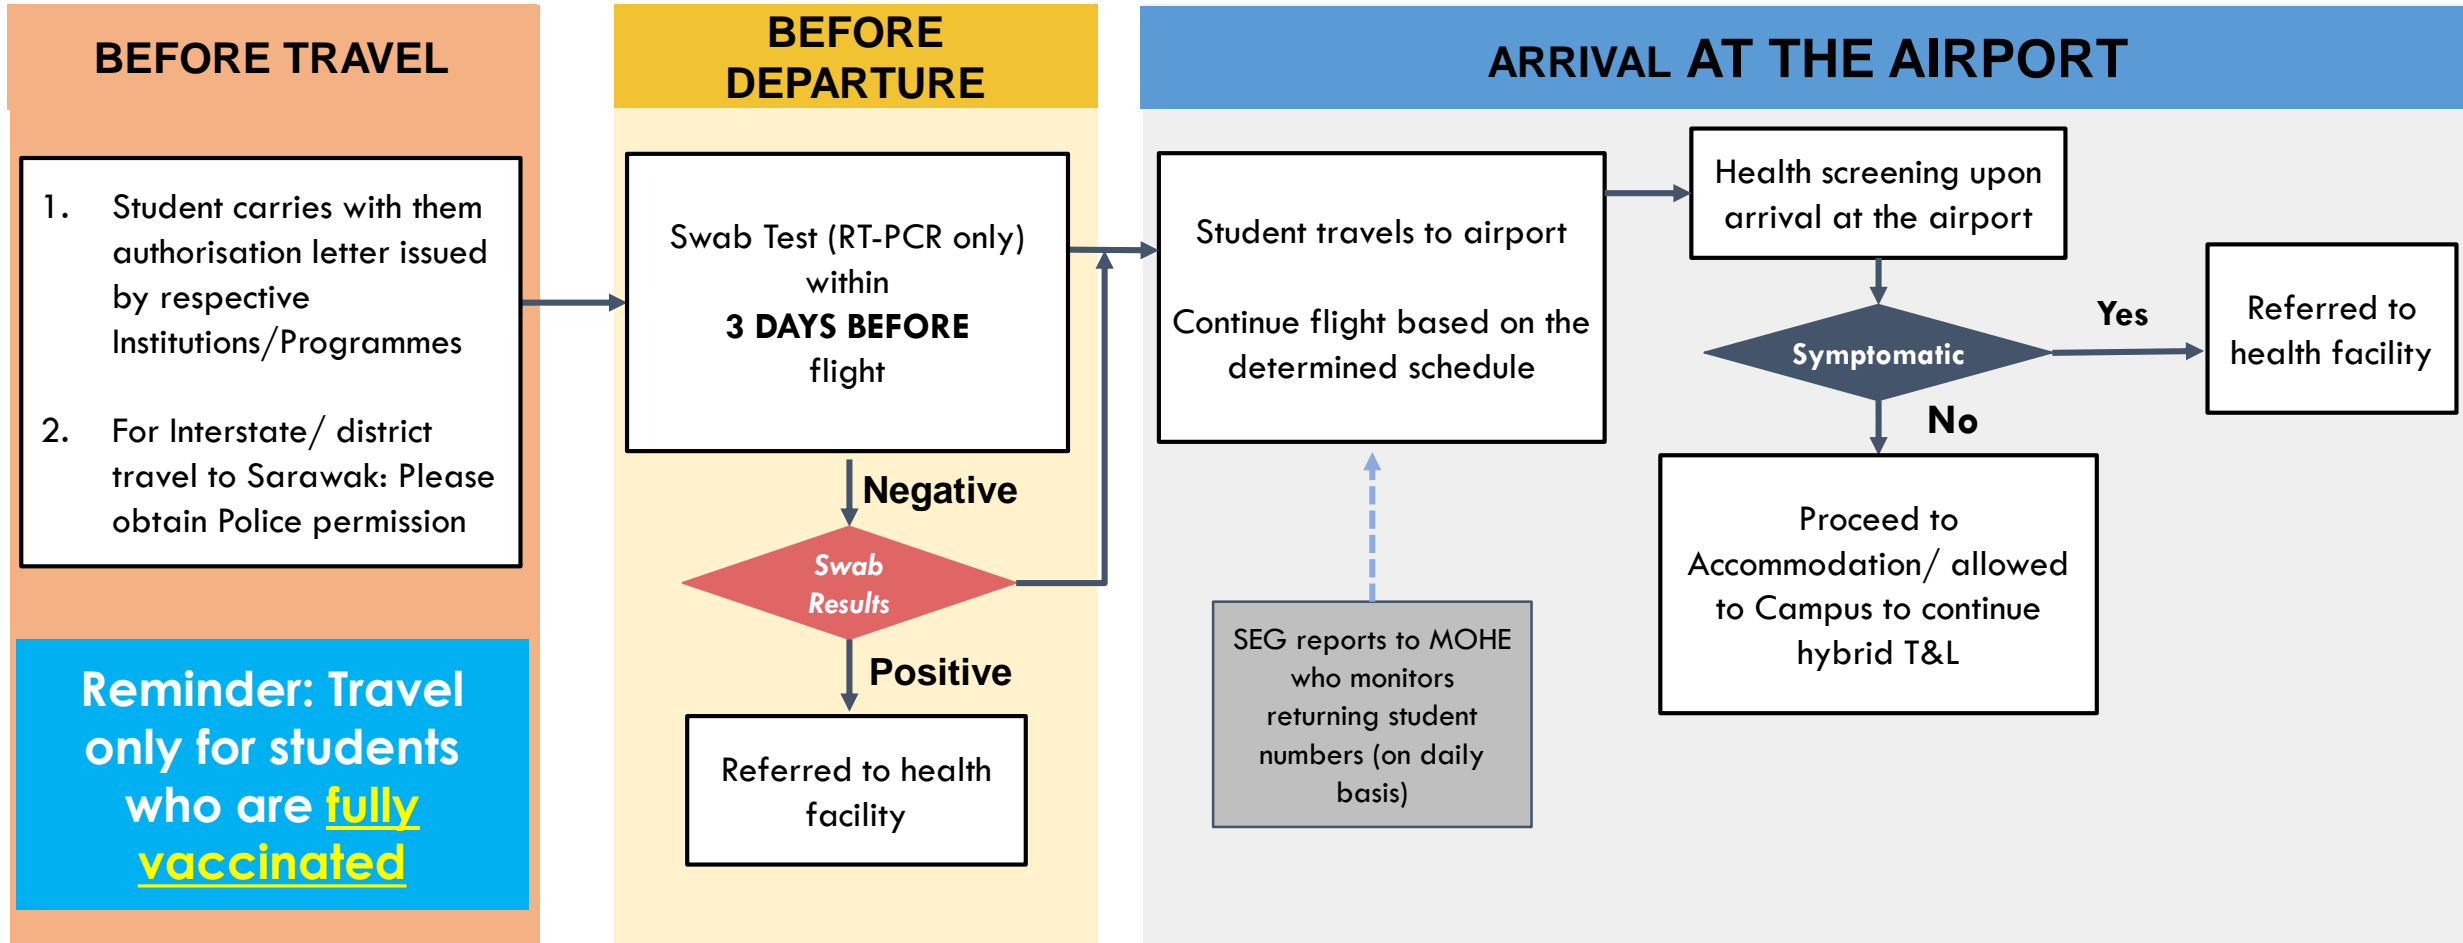 BEFORE TRAVEL
1. Student carries with them
authorisation letter issued
by respective
Institutions/Programmes
2. For Interstate/ district
travel to Sarawak: Please
obtain Police permission
Reminder: Travel
only for students
who are fully
vaccinated
BEFORE
DEPARTURE
Swab Test (RT-PCR only)
within
3 DAYS BEFORE
flight
Negative
Swab
Results
Positive
Referred to health
facility
ARRIVAL AT THE AIRPORT
Student travels to airport
Continue flight based on the
determined schedule
SEG reports to MOHE
who monitors
returning student
numbers (on daily
basis)
Health screening upon
arrival at the airport
Symptomatic
Yes
Referred to
health facility
No
Proceed to
Accommodation/ allowed
to Campus to continue
hybrid T&L